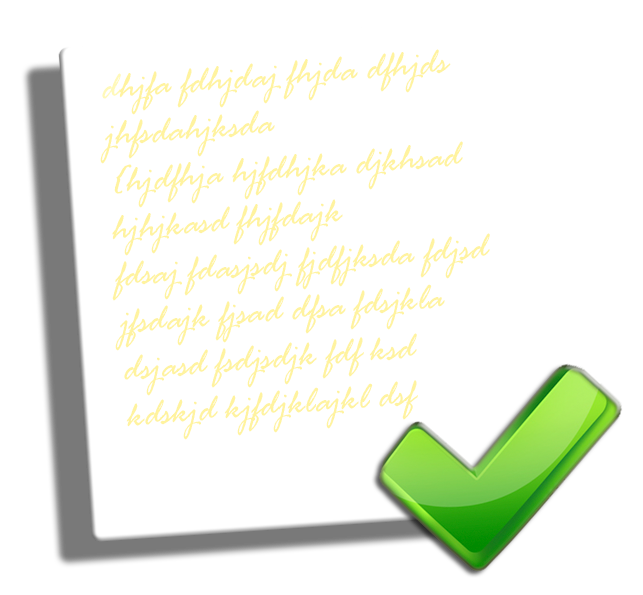 dhjfa fdhjdaj fhjda dfhjds
jhfsdahjksda
(hjdfhja hjfdhjka djkhsad
hjhjkasd fhjfdajk
fdsaj fdasjsdj fjdfjksda fdjsd
jfsdajk fjsad dfsa fdsjkla
dsjasd fsdjsdjk fdf ksd
kdskjd kjfdjklajkl dsf